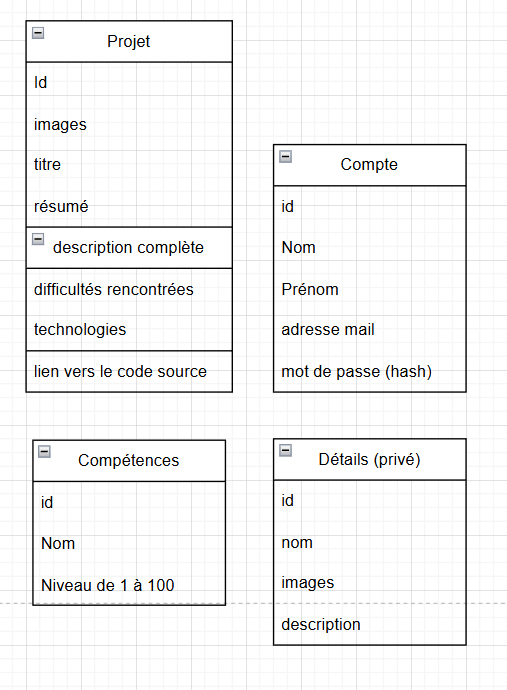 Projet
Id
images
titre
résumé
description complète
difficultés rencontrées
technologies
lien vers le code source
Compte
id
Nom
Prénom
adresse mail
mot de passe (hash)
Compétences
id
Nom
Niveau de 1 à 100
Détails (privé)
id
nom
images
description